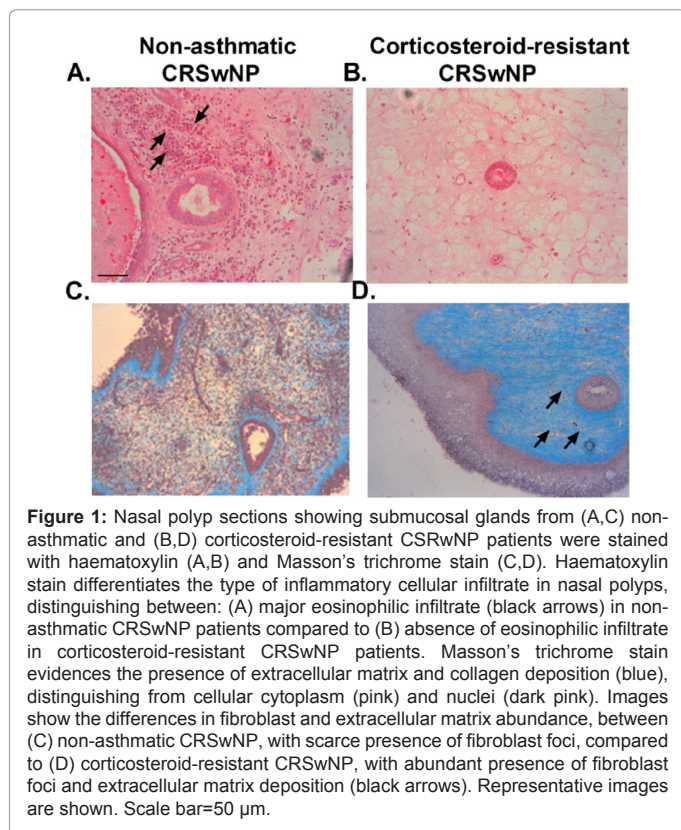 Non-asthmatic
CRSwNP
Corticosteroid-resistant
CRSwNP
A.
B.
C.
D.
Figure 1: Nasal polyp sections showing submucosal glands from (A,C) non-
asthmatic and (B,D) corticosteroid-resistant CSRwNP patients were stained
with haematoxylin (A,B) and Masson's trichrome stain (C,D). Haematoxylin
stain differentiates the type of inflammatory cellular infiltrate in nasal polyps,
distinguishing between: (A) major eosinophilic infiltrate (black arrows) in non-
asthmatic CRSwNP patients compared to (B) absence of eosinophilic infiltrate
in corticosteroid-resistant CRSwNP patients. Masson's trichrome stain
evidences the presence of extracellular matrix and collagen deposition (blue),
distinguishing from cellular cytoplasm (pink) and nuclei (dark pink). Images
show the differences in fibroblast and extracellular matrix abundance, between
(C) non-asthmatic CRSwNP, with scarce presence of fibroblast foci, compared
to (D) corticosteroid-resistant CRSwNP, with abundant presence of fibroblast
foci and extracellular matrix deposition (black arrows). Representative images
are shown. Scale bar=50 µm.